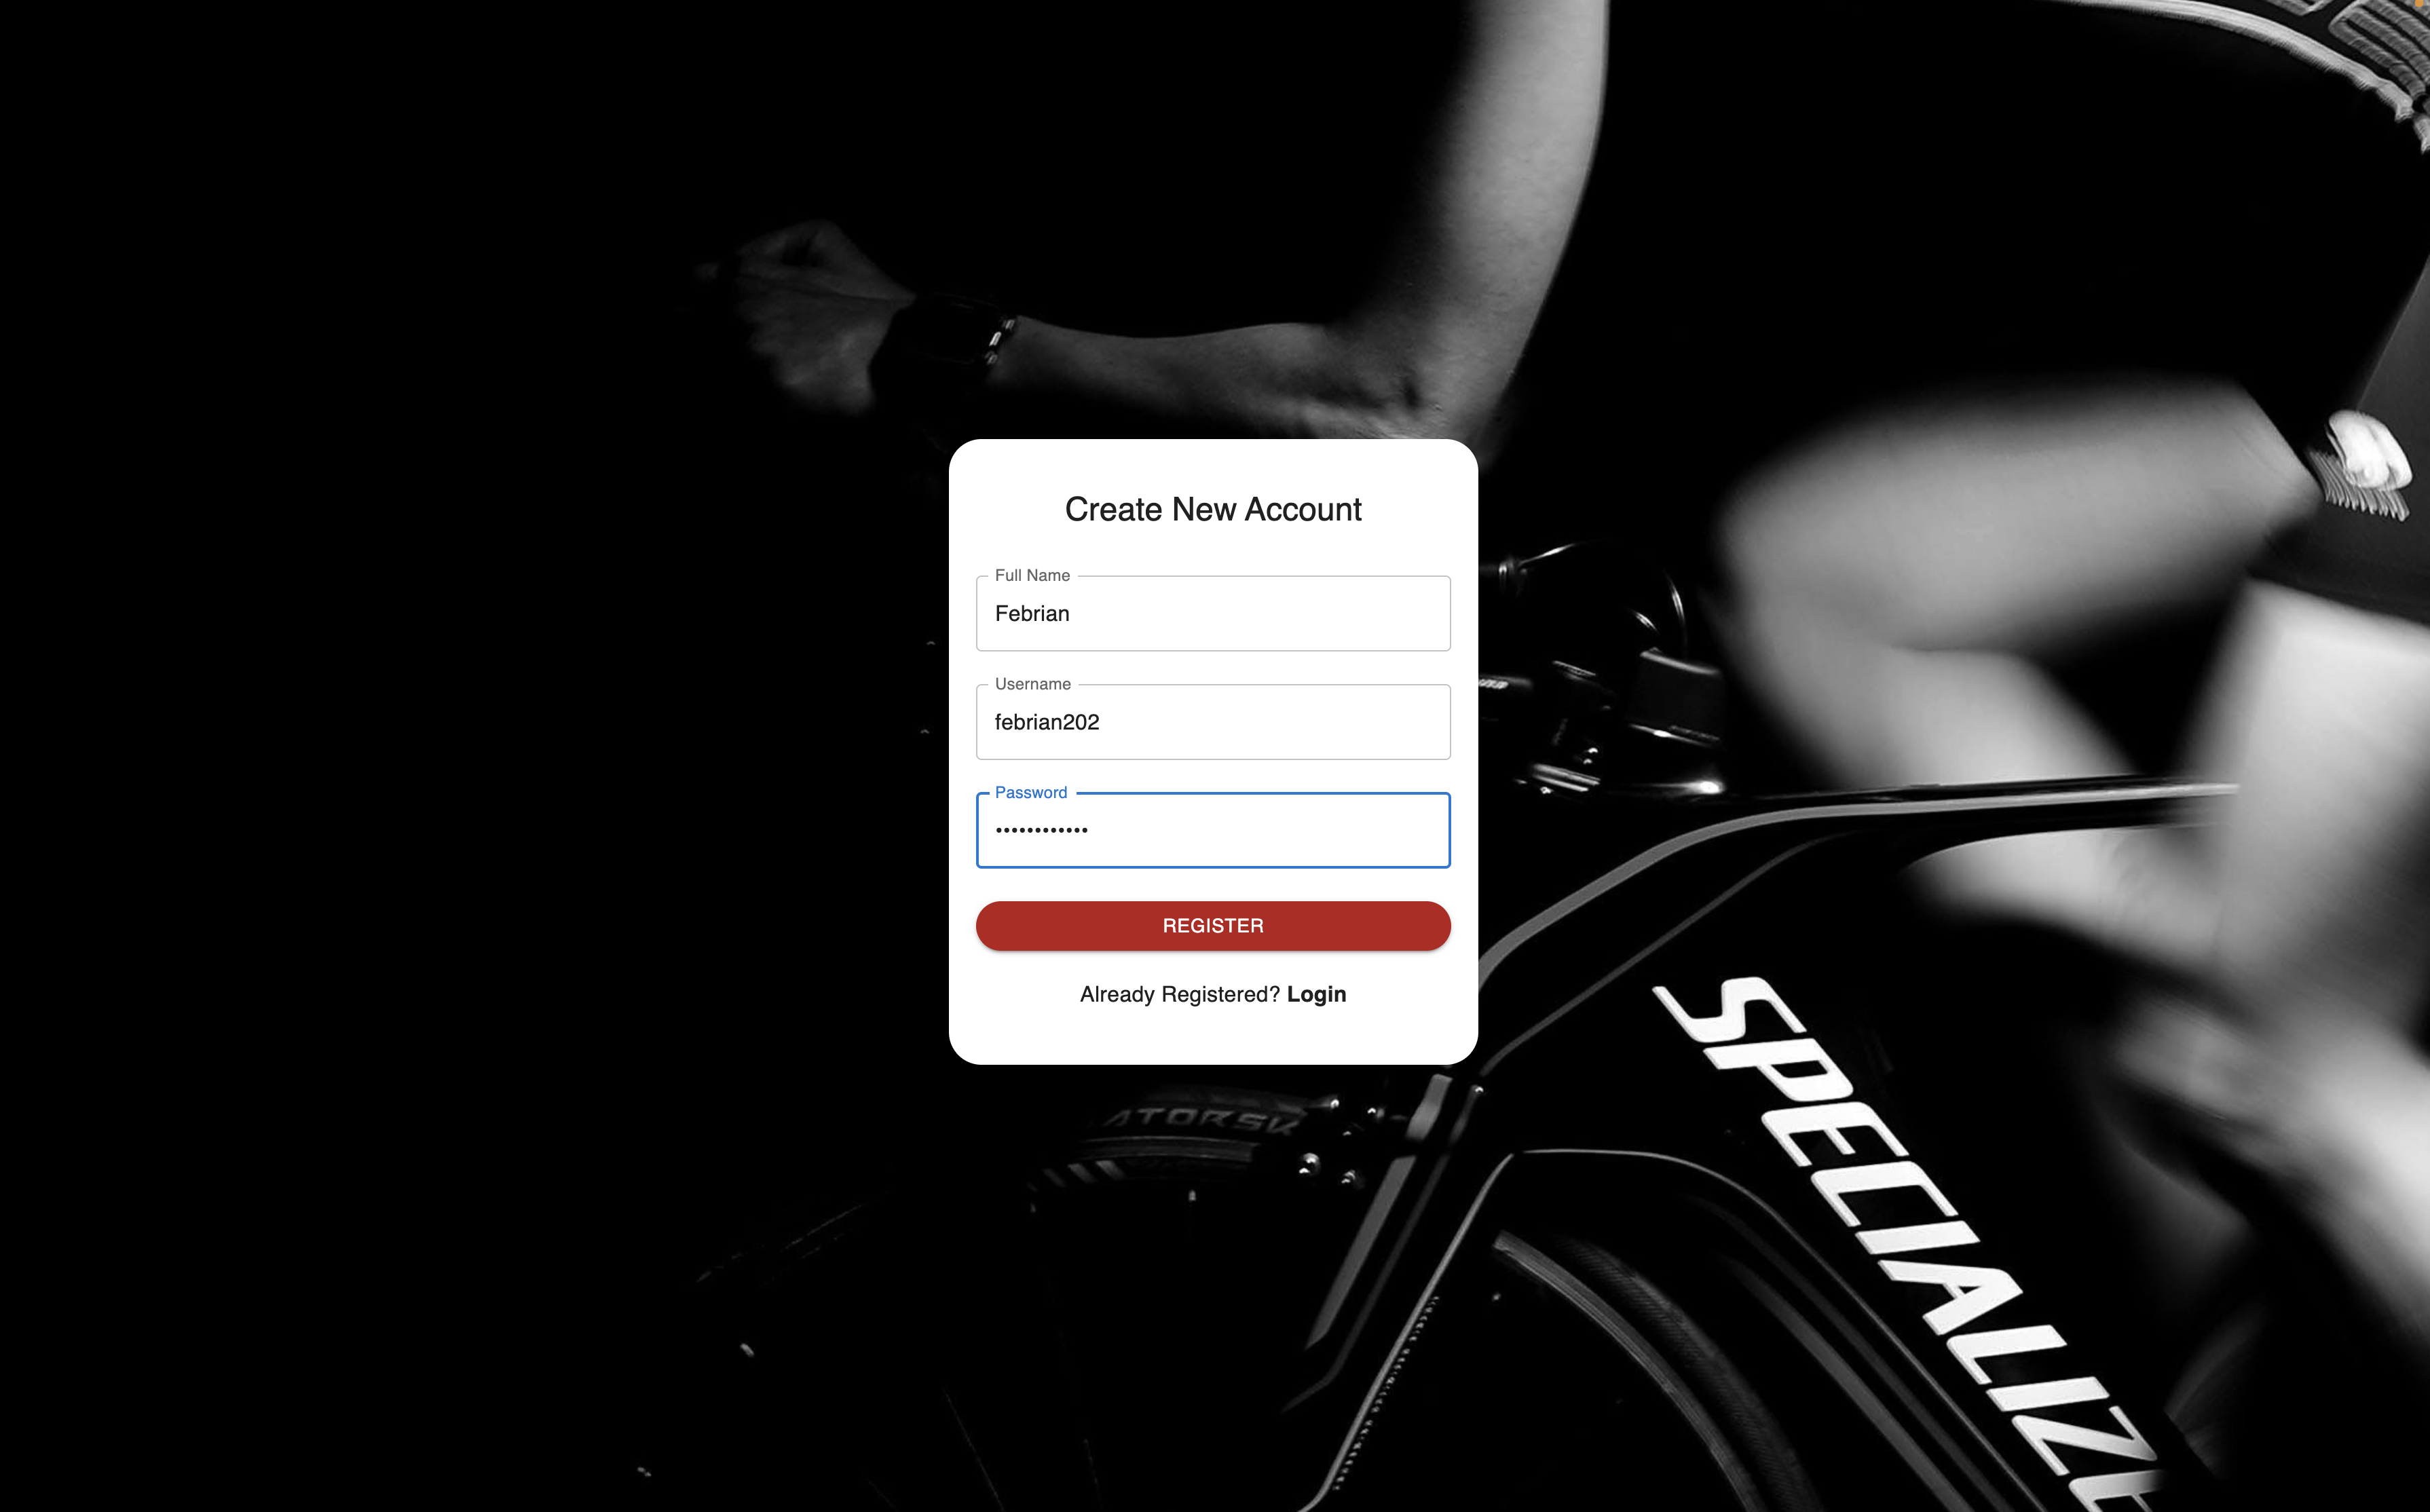 Create New Account
Full Name
Febrian
Username
febrian202
Password
••••••••••••
REGISTER
Already Registered? Login
ATORSK
SPECIALIZE